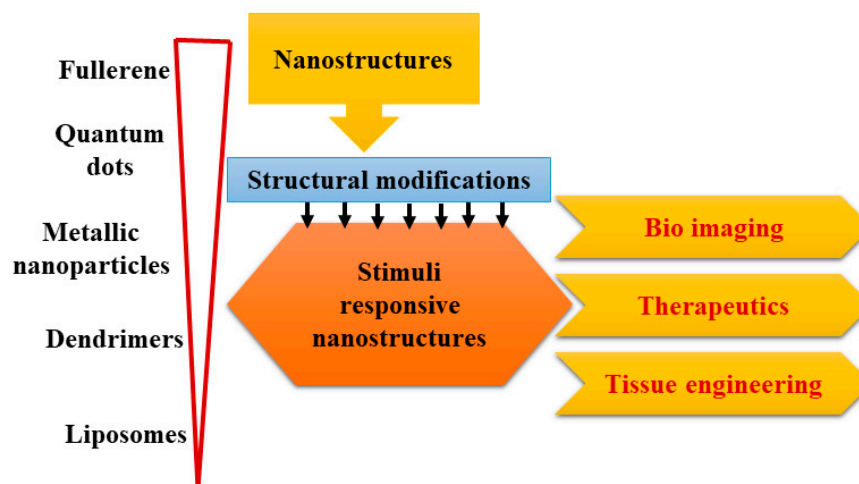 Fullerene
Quantum
dots
Metallic
nanoparticles
Dendrimers
Liposomes
Nanostructures
Structural modifications
Stimuli
responsive
nanostructures
Bio imaging
Therapeutics
Tissue engineering